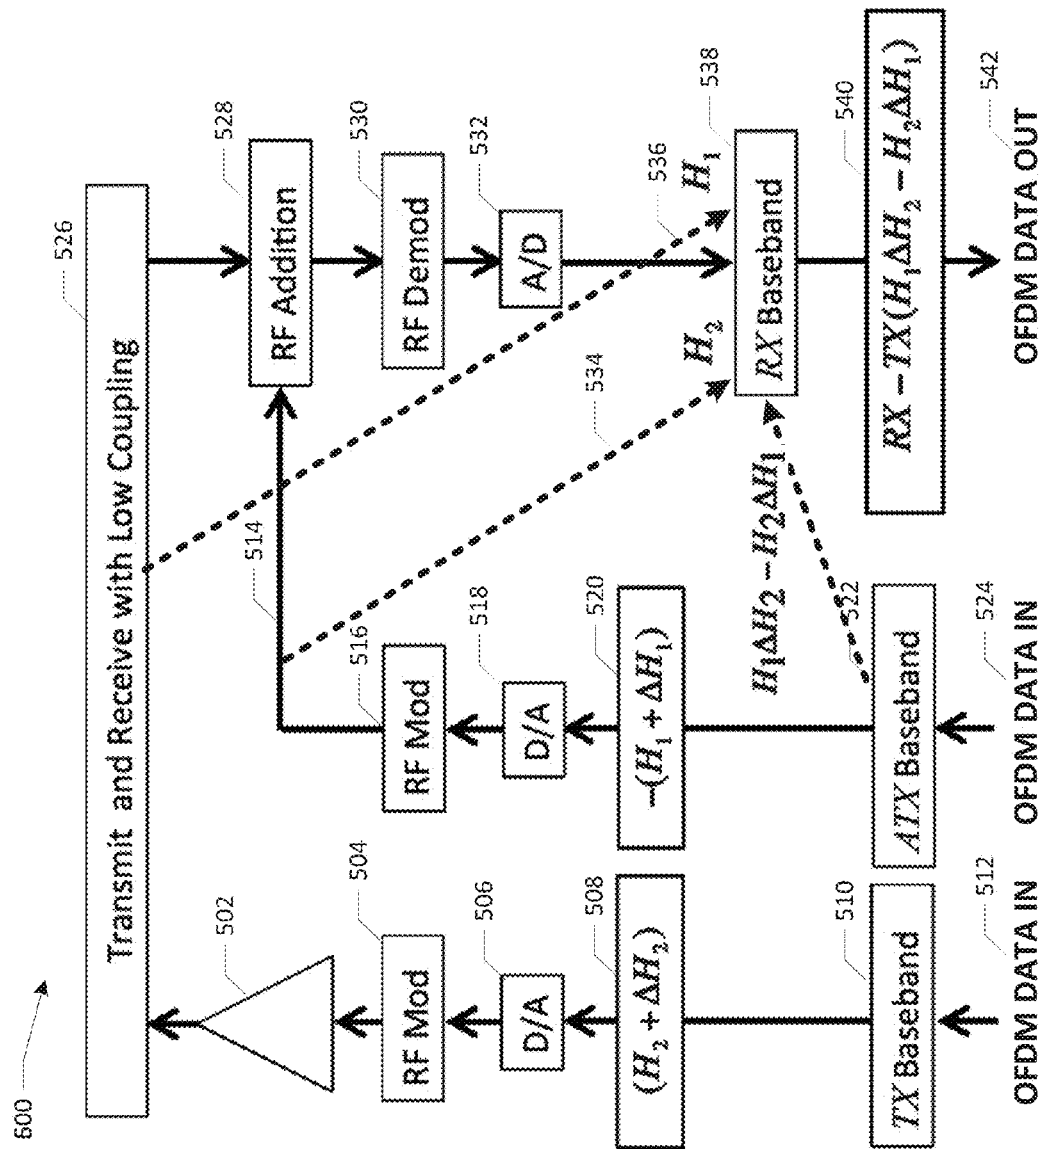 600
526
Transmit and Receive with Low Coupling
502
514
528
RF Addition
504
RF Mod
516
RF Mod
530
RF Demod
506
D/A
518
D/A
532
A/D
534
536
508
(H₂ + ΔH₂)
520
−(H₁ + ΔH₁)
H₂
H₁
538
RX Baseband
H₁ΔH₂ − H₂ΔH₁
510
TX Baseband
522
ATX Baseband
540
RX − TX(H₁ΔH₂ − H₂ΔH₁)
512
524
542
OFDM DATA IN
OFDM DATA IN
OFDM DATA OUT